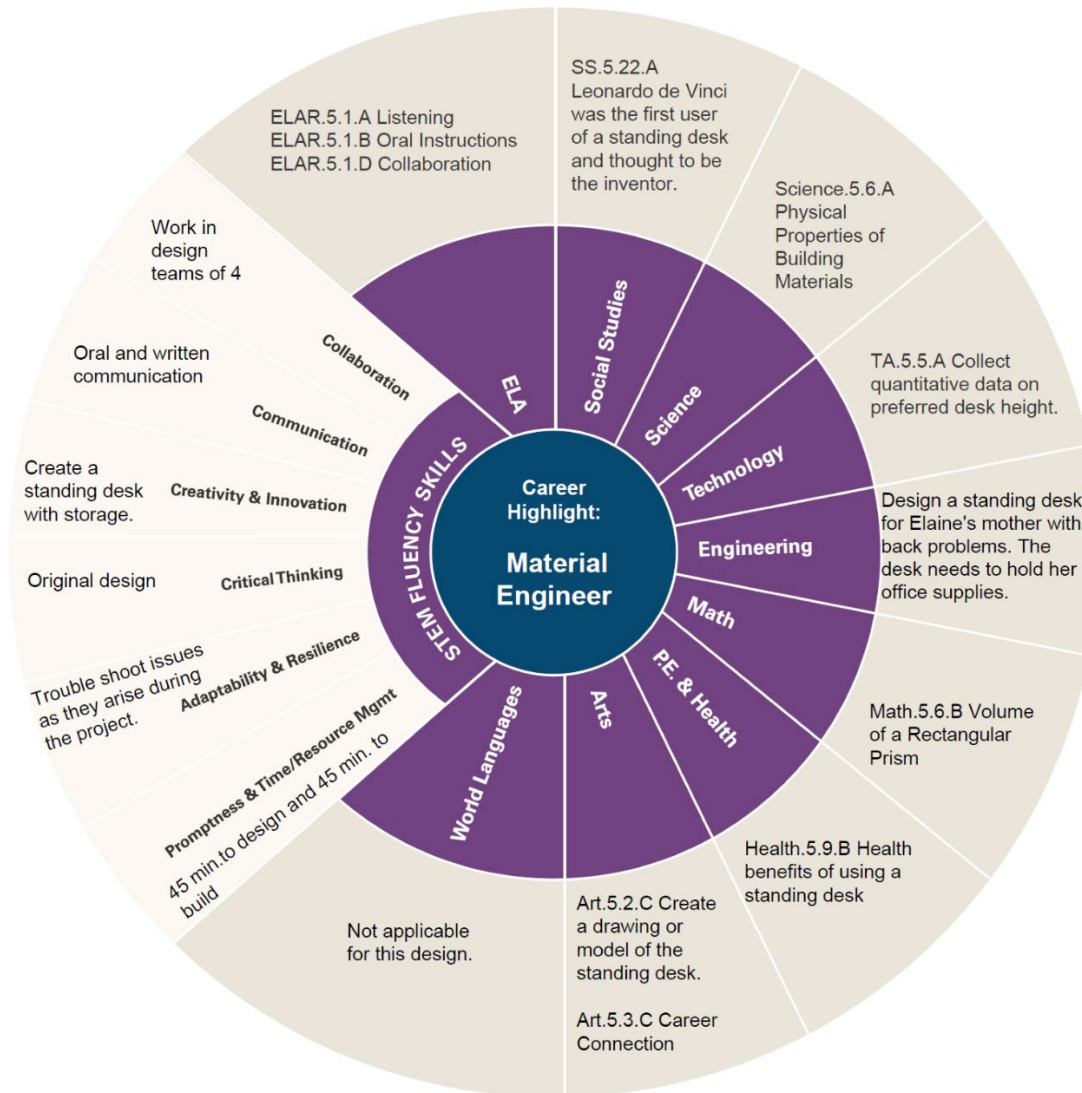 ELAR.5.1.A Listening
ELAR.5.1.B Oral Instructions
ELAR.5.1.D Collaboration
SS.5.22.A
Leonardo de Vinci
was the first user
of a standing desk
and thought to be
the inventor.
Science.5.6.A
Physical
Properties of
Building
Materials
TA.5.5.A Collect
quantitative data on
preferred desk height.
Design a standing desk
for Elaine's mother with
back problems. The
desk needs to hold her
office supplies.
Math.5.6.B Volume
of a Rectangular
Prism
Health.5.9.B Health
benefits of using a
standing desk
Art.5.2.C Create
a drawing or
model of the
standing desk.
Art.5.3.C Career
Connection
Not applicable
for this design.
ELA
Social Studies
Science
Technology
Engineering
Math
P.E. & Health
Arts
World Languages
STEM FLUENCY SKILLS
Career
Highlight:
Material
Engineer
Work in
design
teams of 4
Collaboration
Oral and written
communication
Communication
Create a
standing desk
with storage.
Creativity & Innovation
Original design
Critical Thinking
Trouble shoot issues
as they arise during
the project.
Adaptability & Resilience
Promptness & Time/Resource Mgmt
45 min.to design and 45 min. to
build